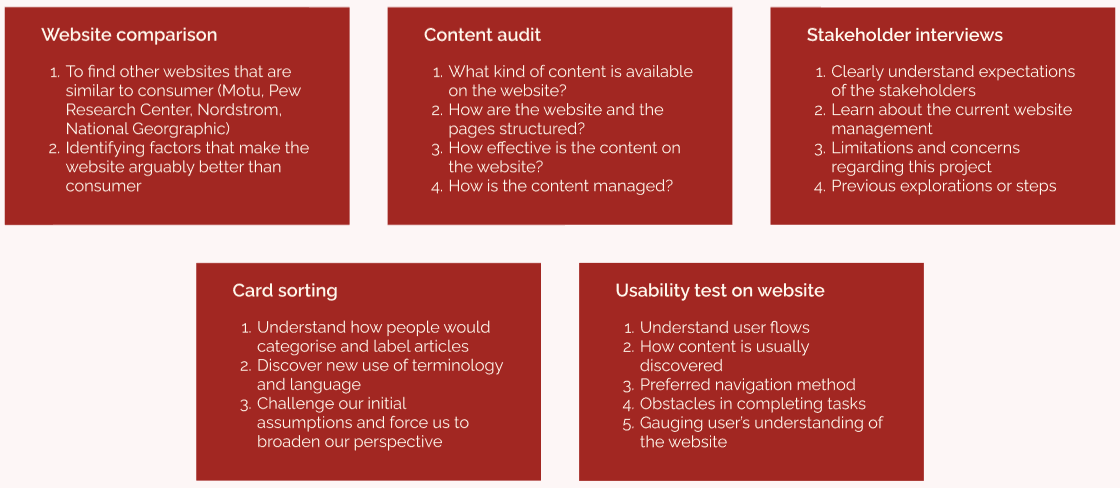 Website comparison
1. To find other websites that are
similar to consumer (Motu, Pew
Research Center, Nordstrom,
National Georgraphic)
2. Identifying factors that make the
website arguably better than
consumer
Content audit
1. What kind of content is available
on the website?
2. How are the website and the
pages structured?
3. How effective is the content on
the website?
4. How is the content managed?
Stakeholder interviews
1. Clearly understand expectations
of the stakeholders
2. Learn about the current website
management
3. Limitations and concerns
regarding this project
4. Previous explorations or steps
Card sorting
1. Understand how people would
categorise and label articles
2. Discover new use of terminology
and language
3. Challenge our initial
assumptions and force us to
broaden our perspective
Usability test on website
1. Understand user flows
2. How content is usually
discovered
3. Preferred navigation method
4. Obstacles in completing tasks
5. Gauging user's understanding of
the website